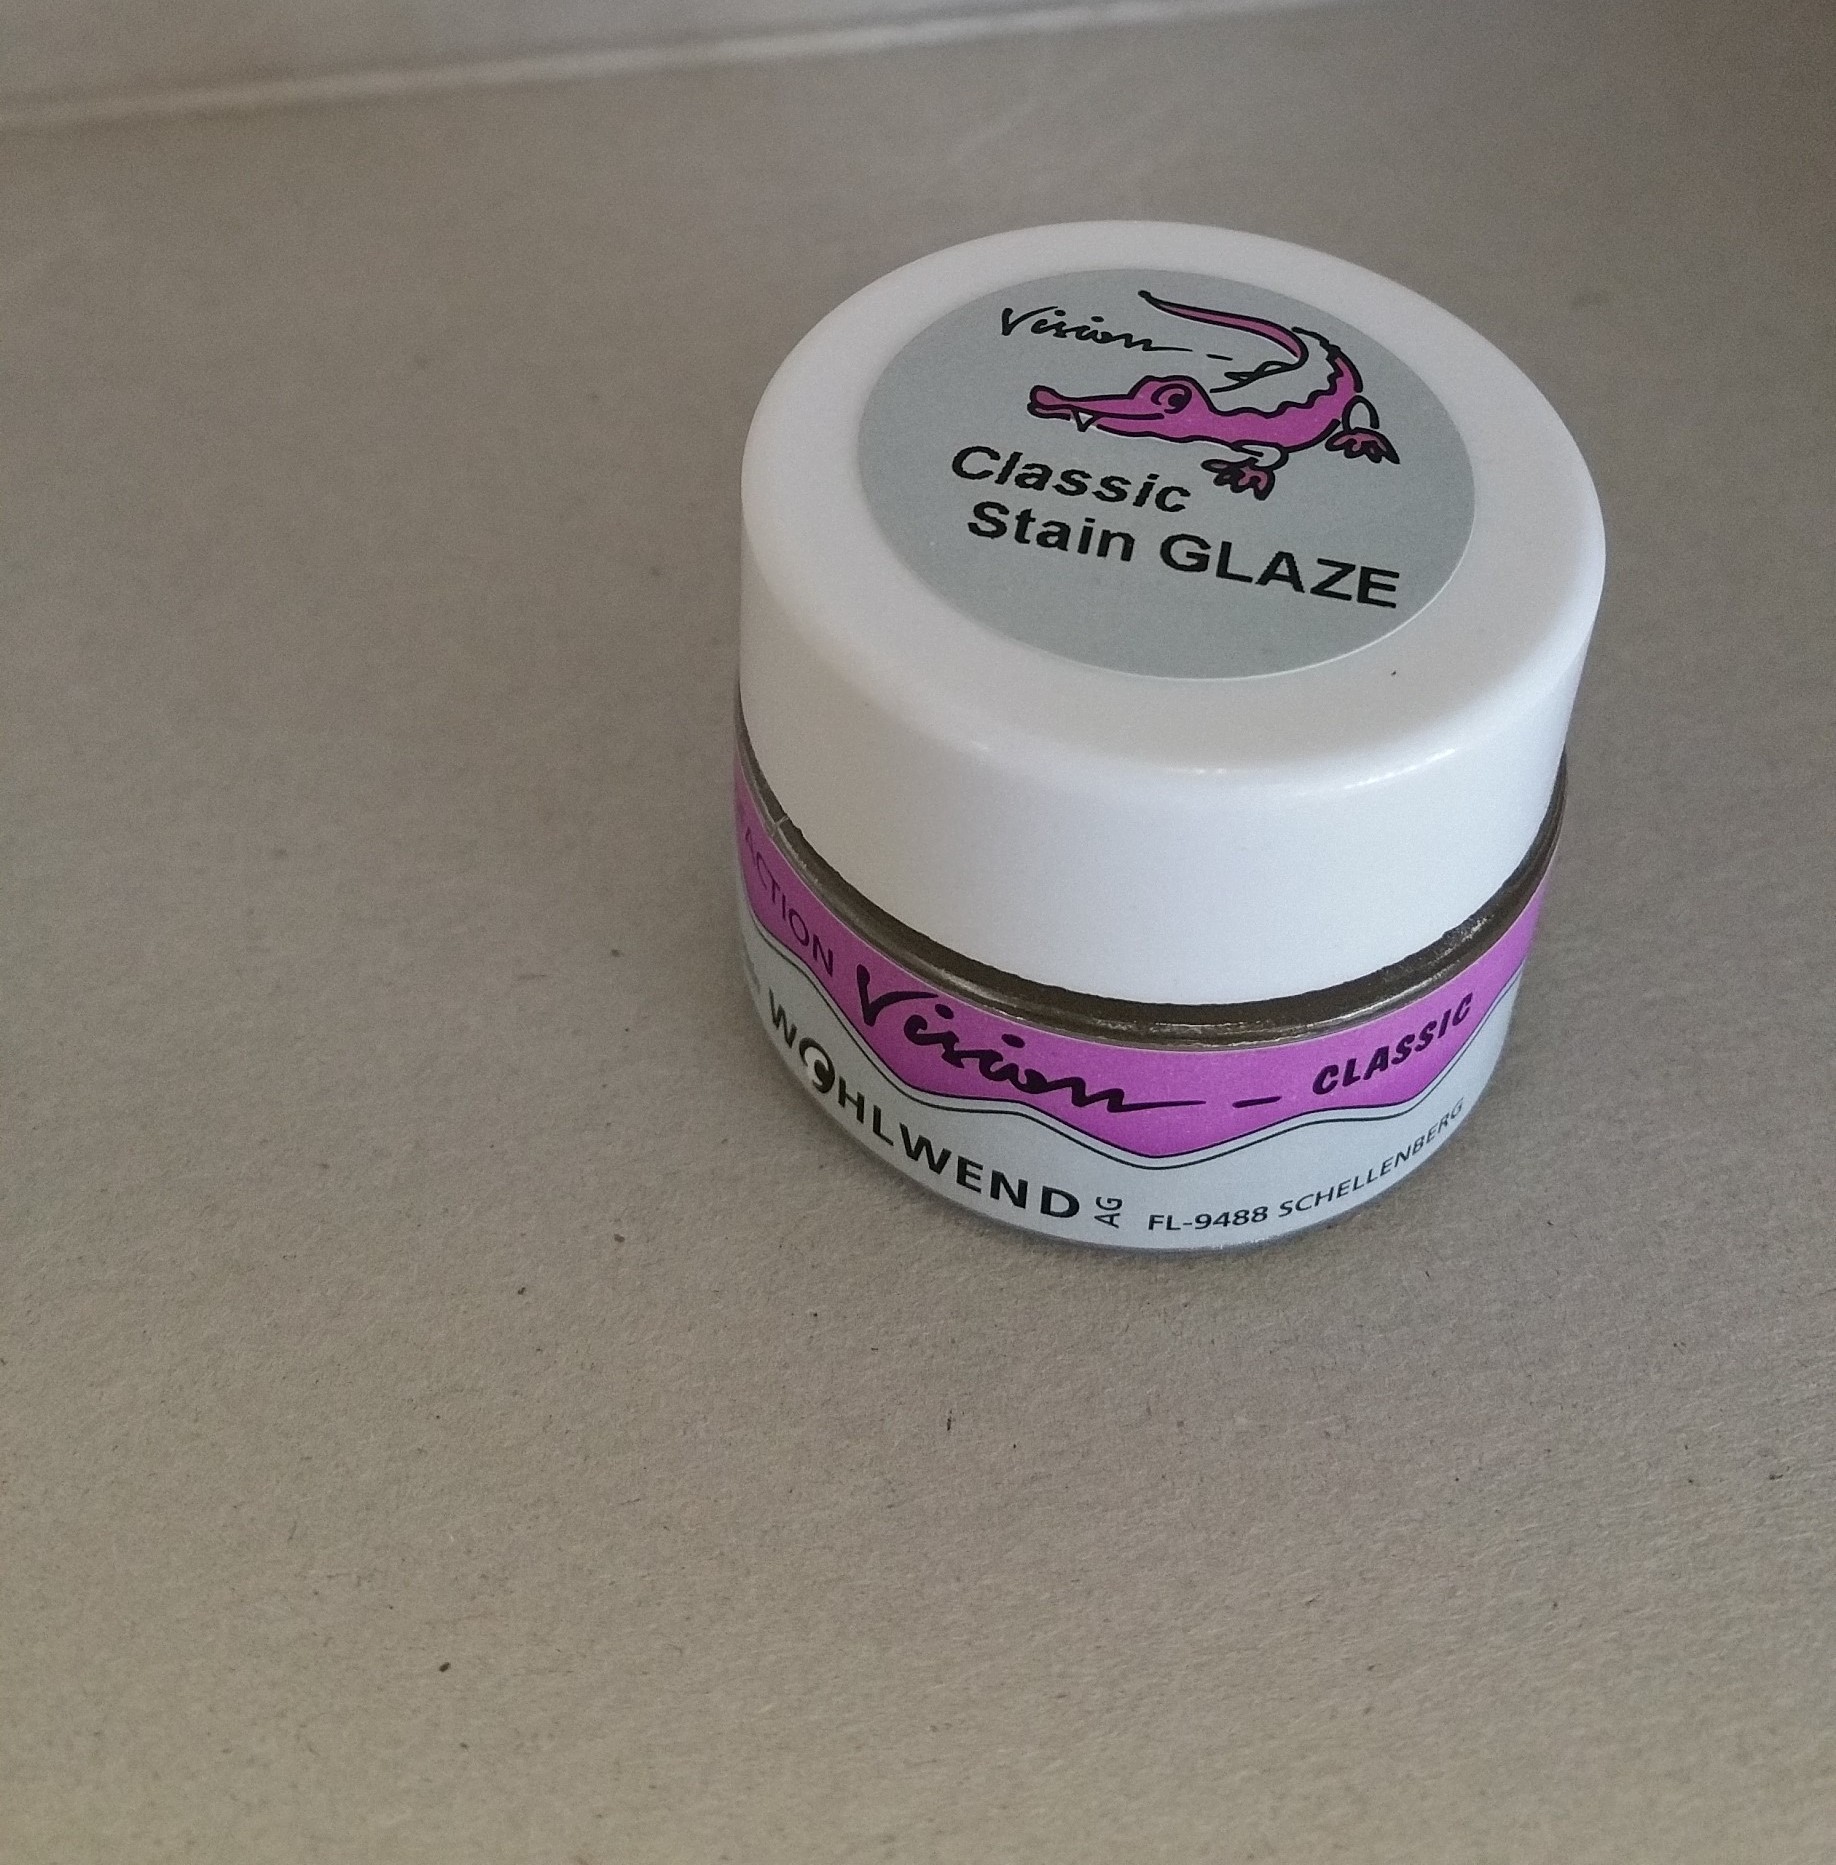 Vision -
Classic
Stain GLAZE
ACTION Vision - CLASSIC
WOHLWEND AG FL-9488 SCHELLENBERG